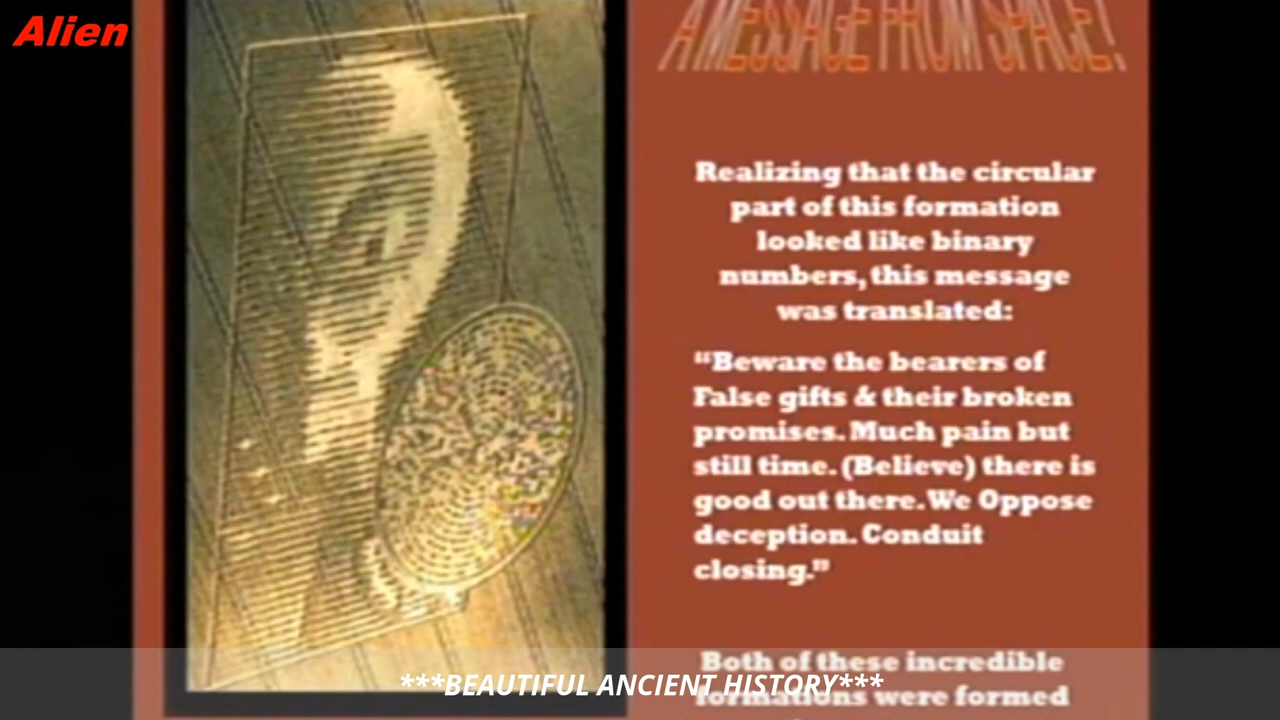 Alien
A MESSAGE FROM SPACE!
Realizing that the circular
part of this formation
looked like binary
numbers, this message
was translated:
“Beware the bearers of
False gifts & their broken
promises. Much pain but
still time. (Believe) there is
good out there. We Oppose
deception. Conduit
closing.”
Both of these incredible
formations were formed
***BEAUTIFUL ANCIENT HISTORY***